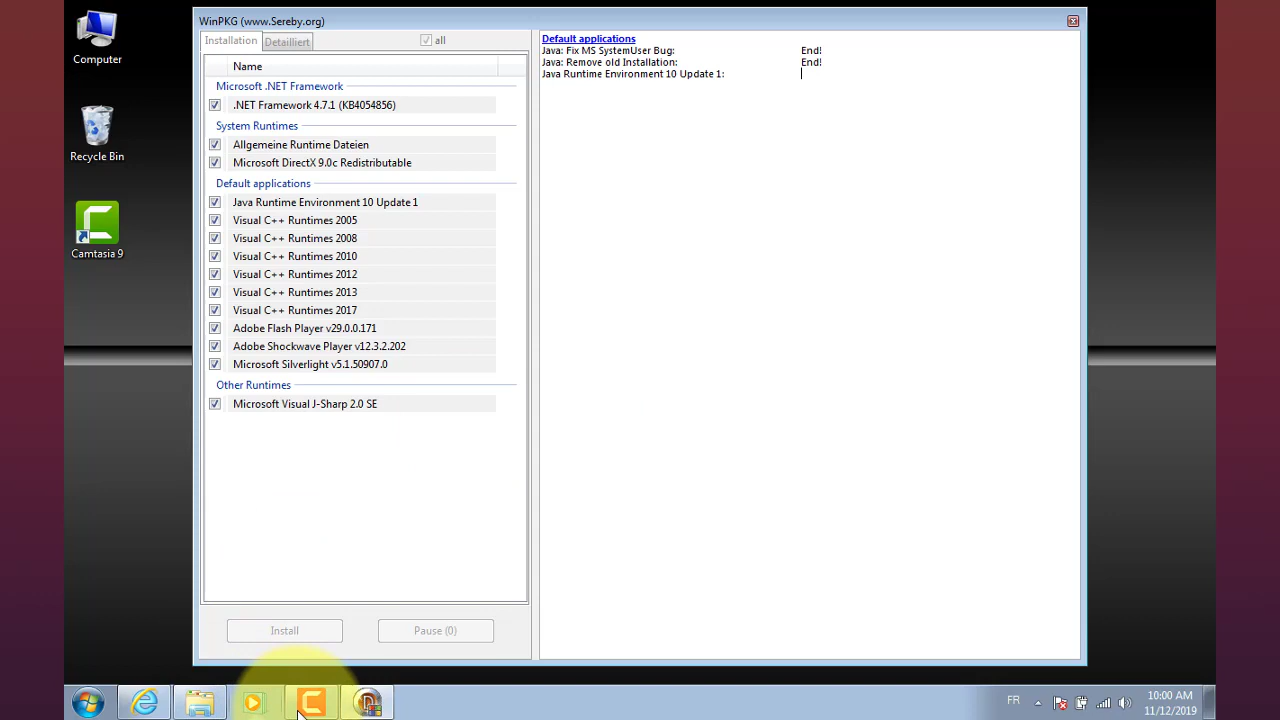 Computer
Recycle Bin
Camtasia 9
WinPKG (www.Sereby.org)
Installation
Detailliert
all
Name
Microsoft .NET Framework
.NET Framework 4.7.1 (KB4054856)
System Runtimes
Allgemeine Runtime Dateien
Microsoft DirectX 9.0c Redistributable
Default applications
Java Runtime Environment 10 Update 1
Visual C++ Runtimes 2005
Visual C++ Runtimes 2008
Visual C++ Runtimes 2010
Visual C++ Runtimes 2012
Visual C++ Runtimes 2013
Visual C++ Runtimes 2017
Adobe Flash Player v29.0.0.171
Adobe Shockwave Player v12.3.2.202
Microsoft Silverlight v5.1.50907.0
Other Runtimes
Microsoft Visual J-Sharp 2.0 SE
Install
Pause (0)
Default applications
Java: Fix MS SystemUser Bug: End!
Java: Remove old Installation: End!
Java Runtime Environment 10 Update 1:
FR
10:00 AM
11/12/2019